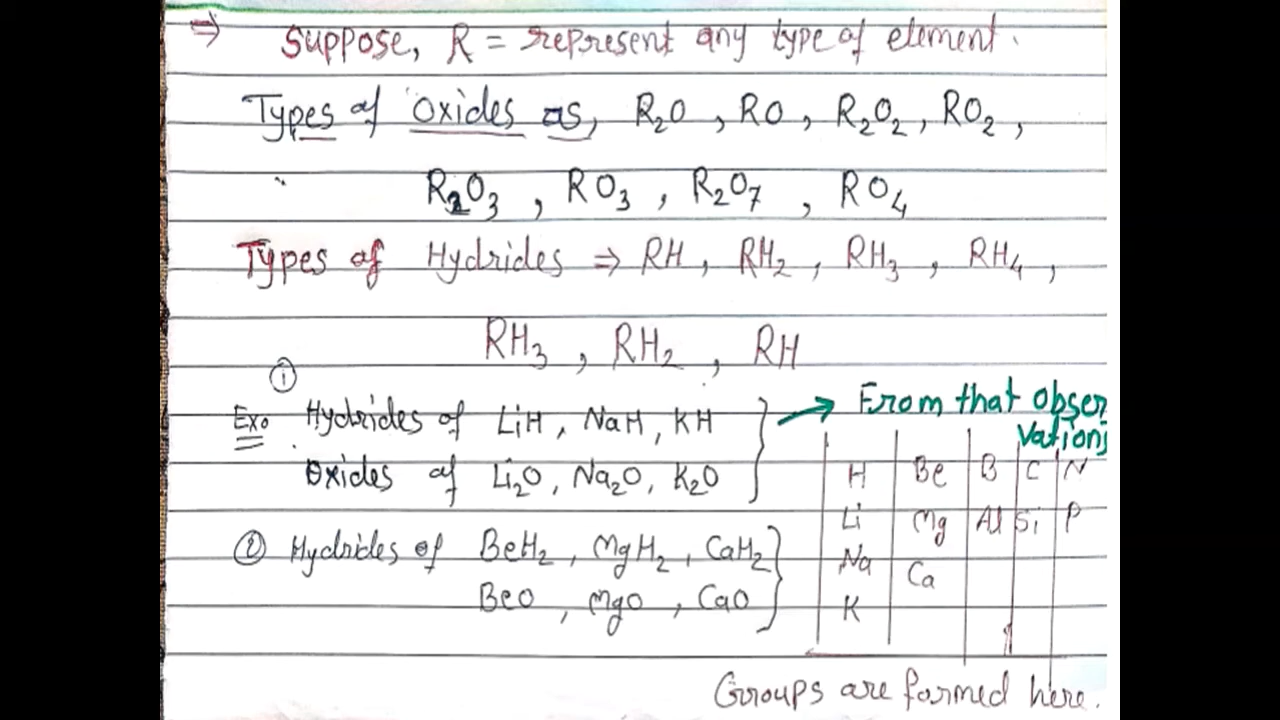 ⇒ Suppose, R = represent any type of element.
Types of Oxides as, R₂O, RO, R₂O₂, RO₂,
R₂O₃, RO₃, R₂O₇, RO₄
Types of Hydrides ⇒ RH, RH₂, RH₃, RH₄,
RH₃, RH₂, RH
①
Exo Hydrides of LiH, NaH, KH } → From that obser
vations
Oxides of Li₂O, Na₂O, K₂O
H Be B C N
Li Mg Al Si P
② Hydrides of BeH₂, MgH₂, CaH₂ }
Na Ca
BeO, MgO, CaO
K
Groups are formed here.